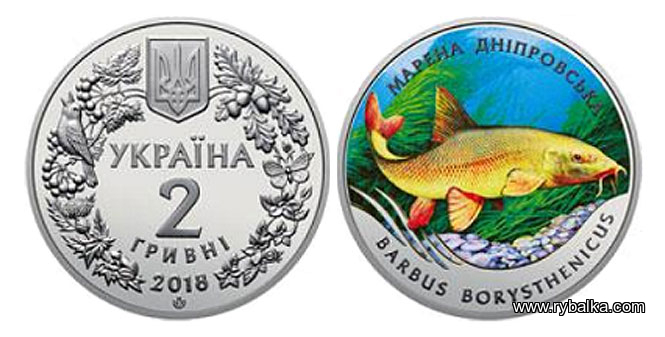 УКРАЇНА
2
ГРИВНІ
2018
МАРЕНА ДНІПРОВСЬКА
BARBUS BORYSTHENICUS
www.rybalka.com